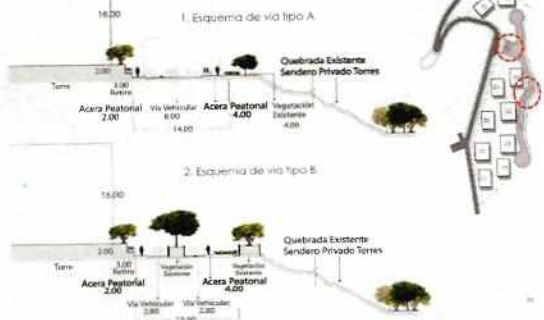 16.00
1. Esquema de vía tipo A
2.00
Torre
3.00
Retiro
Acera Peatonal
2.00
Vía Vehicular
8.00
Acera Peatonal
4.00
Vegetación
Existente
4.00
14.00
Quebrada Existente
Sendero Privado Torres
2. Esquema de vía tipo B
16.00
2.00
Torre
3.00
Retiro
Acera Peatonal
2.00
Vegetación
Existente
Acera Peatonal
4.00
Vegetación
Existente
Vía Vehicular
Vía Vehicular
Quebrada Existente
Sendero Privado Torres